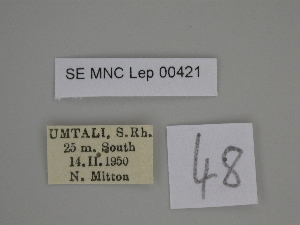 SE MNC Lep 00421
UMTALI, S.Rh.
25 m. South
14.II.1950
N. Mitton
48